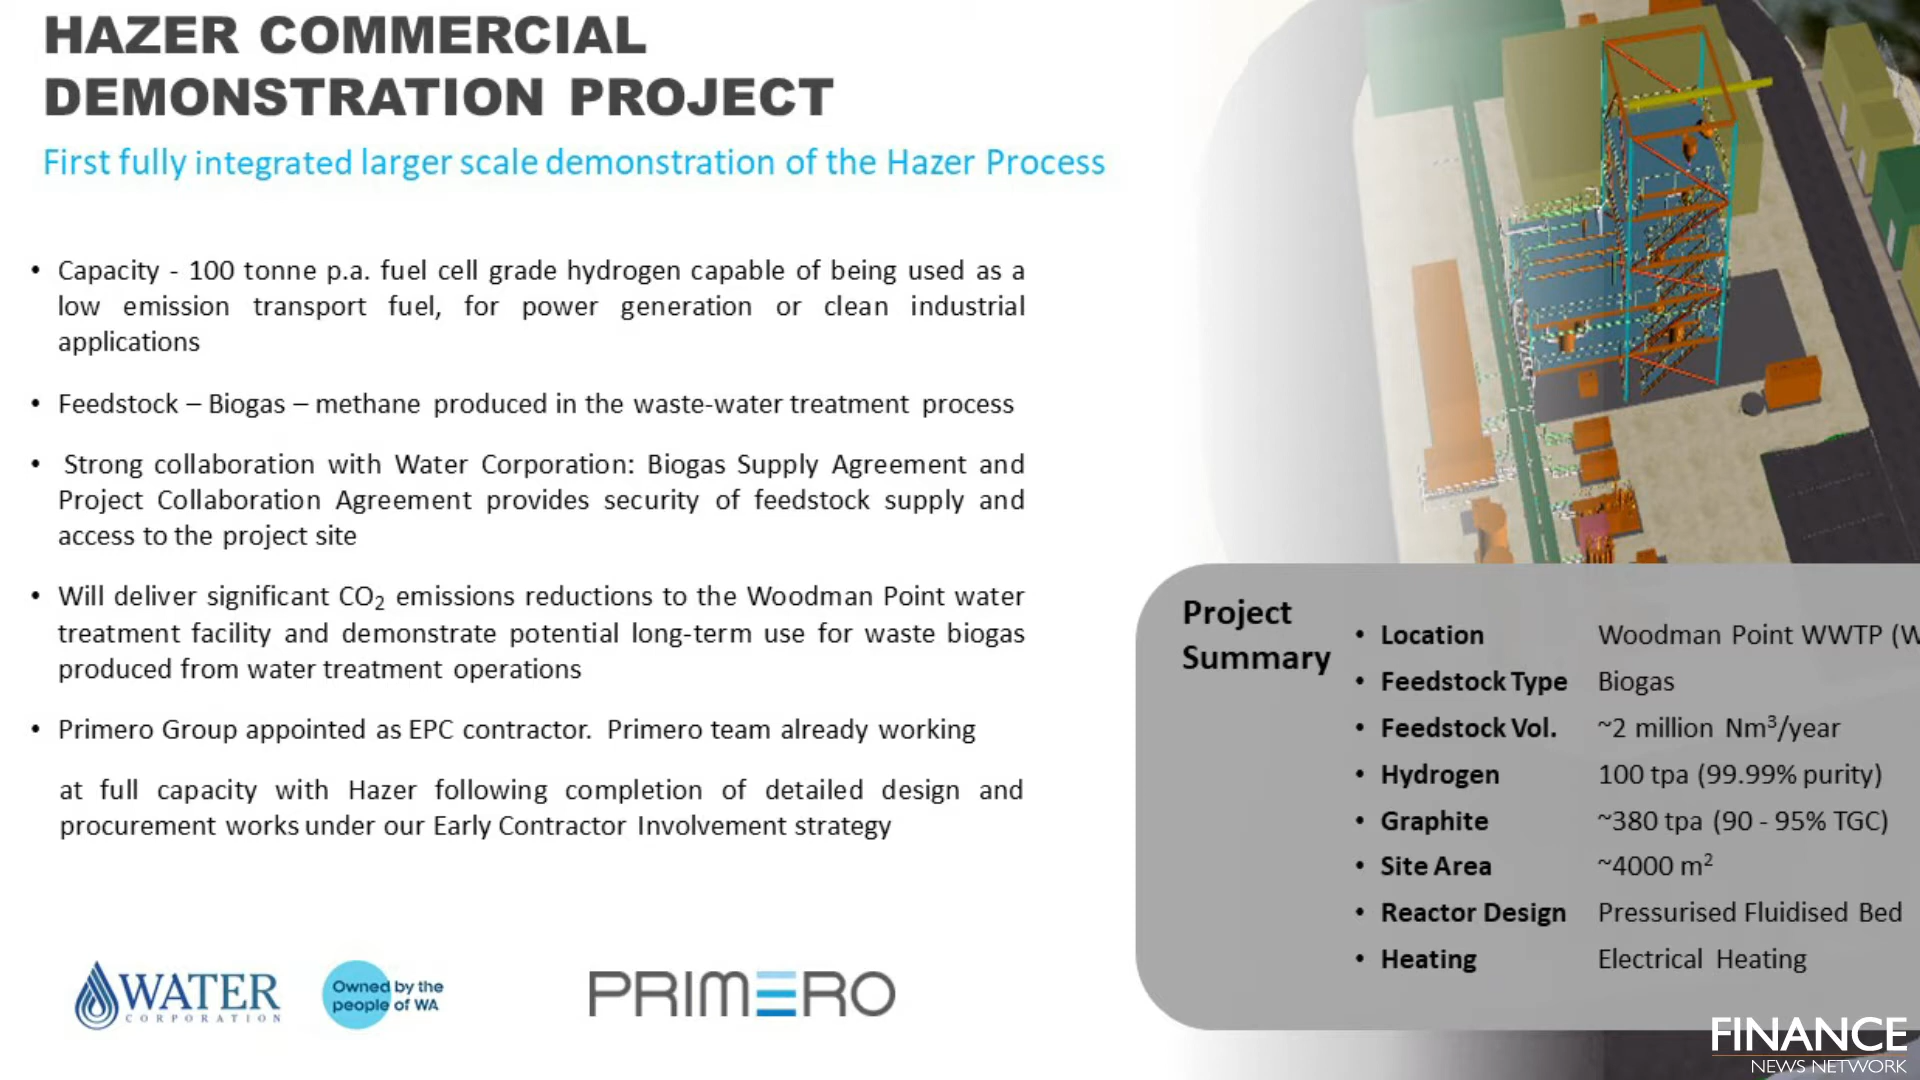 HAZER COMMERCIAL
DEMONSTRATION PROJECT
First fully integrated larger scale demonstration of the Hazer Process
• Capacity - 100 tonne p.a. fuel cell grade hydrogen capable of being used as a
low emission transport fuel, for power generation or clean industrial
applications
• Feedstock – Biogas – methane produced in the waste-water treatment process
• Strong collaboration with Water Corporation: Biogas Supply Agreement and
Project Collaboration Agreement provides security of feedstock supply and
access to the project site
• Will deliver significant CO₂ emissions reductions to the Woodman Point water
treatment facility and demonstrate potential long-term use for waste biogas
produced from water treatment operations
• Primero Group appointed as EPC contractor. Primero team already working
at full capacity with Hazer following completion of detailed design and
procurement works under our Early Contractor Involvement strategy
WATER
CORPORATION
Owned by the
people of WA
PRIMERO
Project
Summary
• Location Woodman Point WWTP (W
• Feedstock Type Biogas
• Feedstock Vol. ~2 million Nm³/year
• Hydrogen 100 tpa (99.99% purity)
• Graphite ~380 tpa (90 - 95% TGC)
• Site Area ~4000 m²
• Reactor Design Pressurised Fluidised Bed
• Heating Electrical Heating
FINANCE
NEWS NETWORK